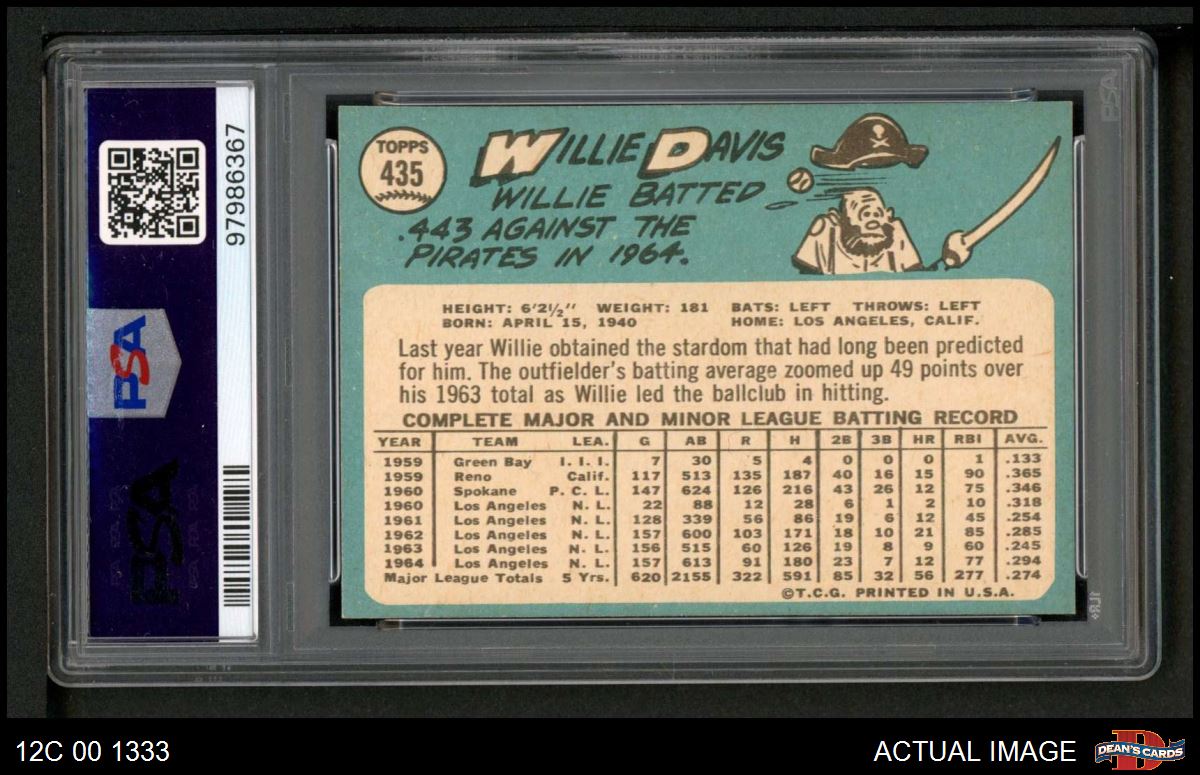 97986367
PSA
PSA
TOPPS
435
WILLIE DAVIS
WILLIE BATTED
.443 AGAINST THE
PIRATES IN 1964.
HEIGHT: 6'2½" WEIGHT: 181 BATS: LEFT THROWS: LEFT
BORN: APRIL 15, 1940 HOME: LOS ANGELES, CALIF.
Last year Willie obtained the stardom that had long been predicted
for him. The outfielder's batting average zoomed up 49 points over
his 1963 total as Willie led the ballclub in hitting.
COMPLETE MAJOR AND MINOR LEAGUE BATTING RECORD
YEAR TEAM LEA. G AB R H 2B 3B HR RBI AVG.
1959 Green Bay I. I. I. 7 30 5 4 0 0 0 1 .133
1959 Reno Calif. 117 513 135 187 40 16 15 90 .365
1960 Spokane P. C. L. 147 624 126 216 43 26 12 75 .346
1960 Los Angeles N. L. 22 88 12 28 6 1 2 10 .318
1961 Los Angeles N. L. 128 339 56 86 19 6 12 45 .254
1962 Los Angeles N. L. 157 600 103 171 18 10 21 85 .285
1963 Los Angeles N. L. 156 515 60 126 19 8 9 60 .245
1964 Los Angeles N. L. 157 613 91 180 23 7 12 77 .294
Major League Totals 5 Yrs. 620 2155 322 591 85 32 56 277 .274
©T.C.G. PRINTED IN U.S.A.
PSA
12C 00 1333
ACTUAL IMAGE
DEAN'S CARDS